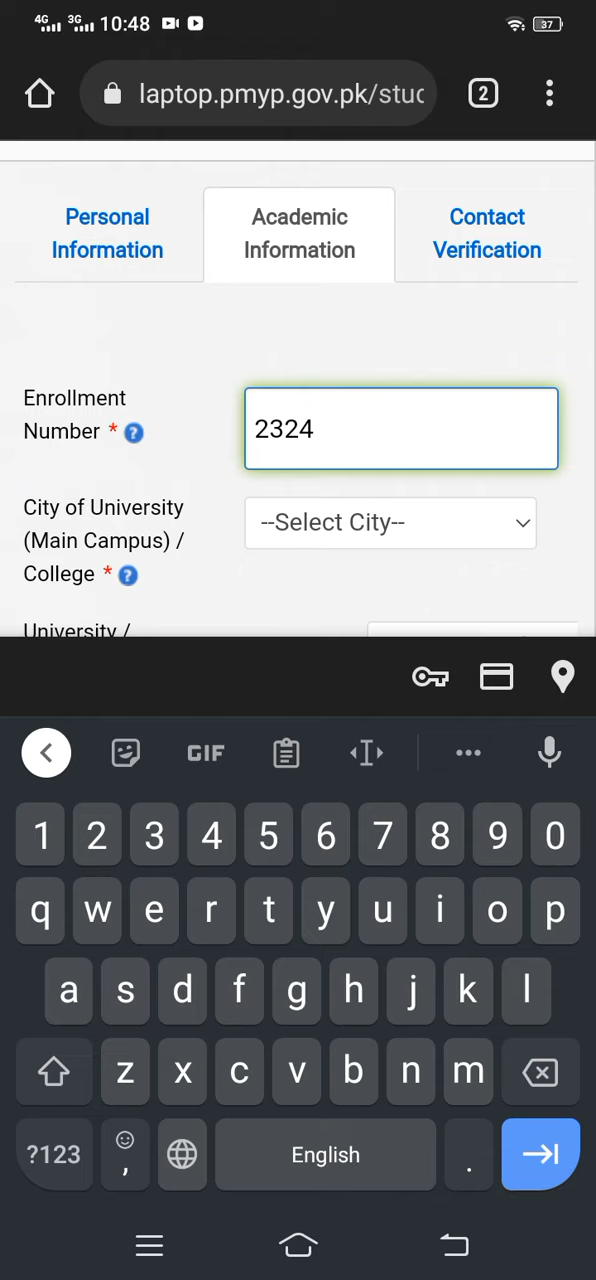 4G 3G 10:48 37
laptop.pmyp.gov.pk/stud
2
Personal
Information
Academic
Information
Contact
Verification
Enrollment
Number * ?
2324
City of University
(Main Campus) /
College * ?
--Select City--
University /
GIF
1 2 3 4 5 6 7 8 9 0
q w e r t y u i o p
a s d f g h j k l
z x c v b n m
?123 , English .